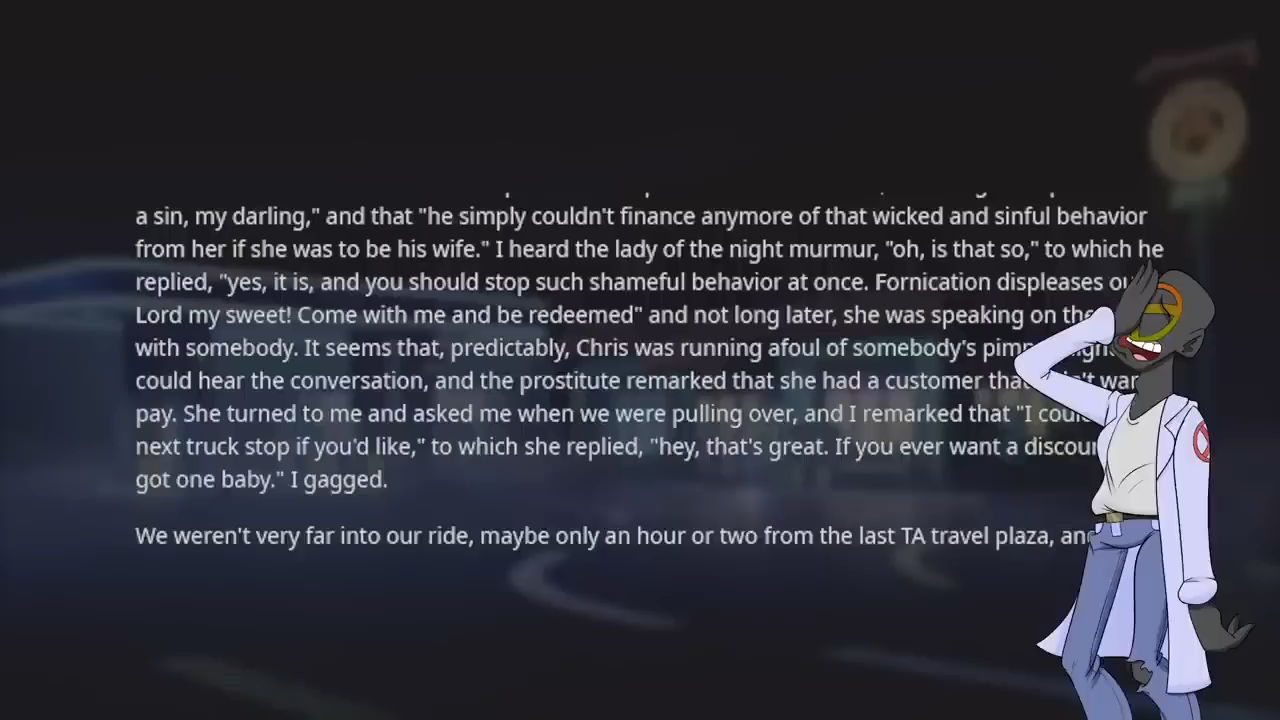 a sin, my darling," and that "he simply couldn't finance anymore of that wicked and sinful behavior
from her if she was to be his wife." I heard the lady of the night murmur, "oh, is that so," to which he
replied, "yes, it is, and you should stop such shameful behavior at once. Fornication displeases
Lord my sweet! Come with me and be redeemed" and not long later, she was speaking on the
with somebody. It seems that, predictably, Chris was running afoul of somebody's
could hear the conversation, and the prostitute remarked that she had a customer
pay. She turned to me and asked me when we were pulling over, and I remarked that "I
next truck stop if you'd like," to which she replied, "hey, that's great. If you ever want a
got one baby." I gagged.
We weren't very far into our ride, maybe only an hour or two from the last TA travel plaza,